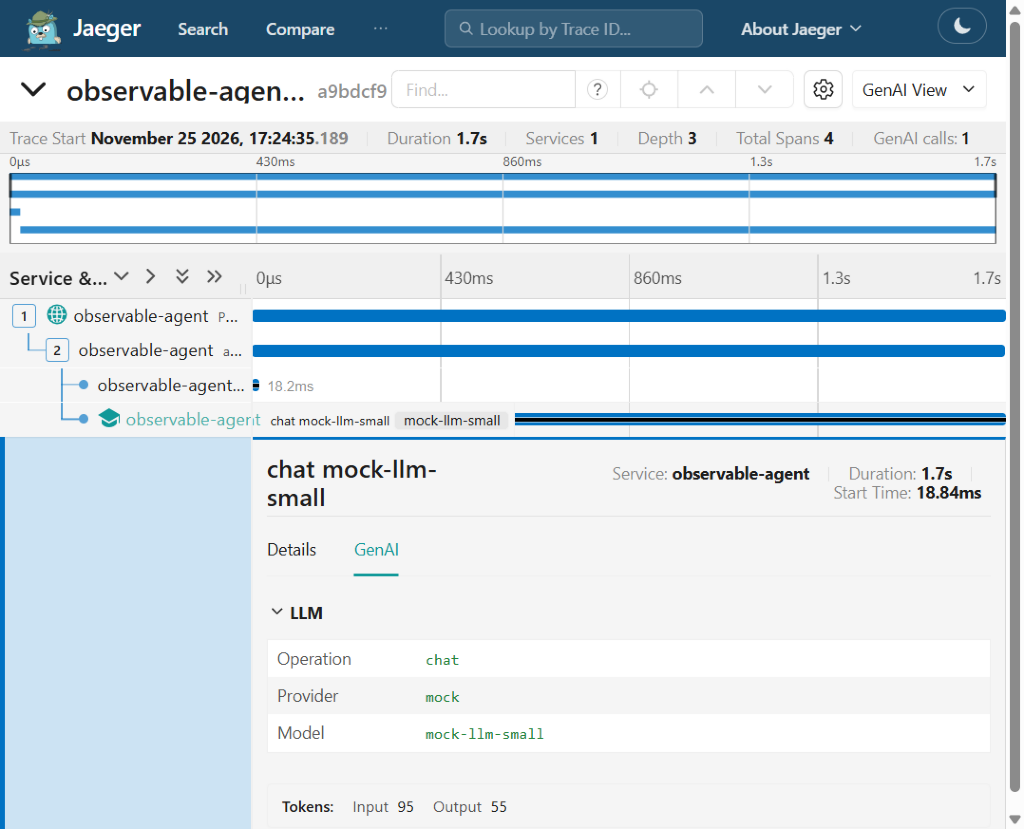 Jaeger Search Compare ··· Lookup by Trace ID... About Jaeger
observable-agen... a9bdcf9 Find... ? GenAI View
Trace Start November 25 2026, 17:24:35.189 Duration 1.7s Services 1 Depth 3 Total Spans 4 GenAI calls: 1
0μs 430ms 860ms 1.3s 1.7s
Service &... 0μs 430ms 860ms 1.3s 1.7s
1 observable-agent P...
2 observable-agent a...
observable-agent... 18.2ms
observable-agent chat mock-llm-small mock-llm-small
chat mock-llm-
small
Service: observable-agent Duration: 1.7s
Start Time: 18.84ms
Details GenAI
LLM
Operation chat
Provider mock
Model mock-llm-small
Tokens: Input 95 Output 55